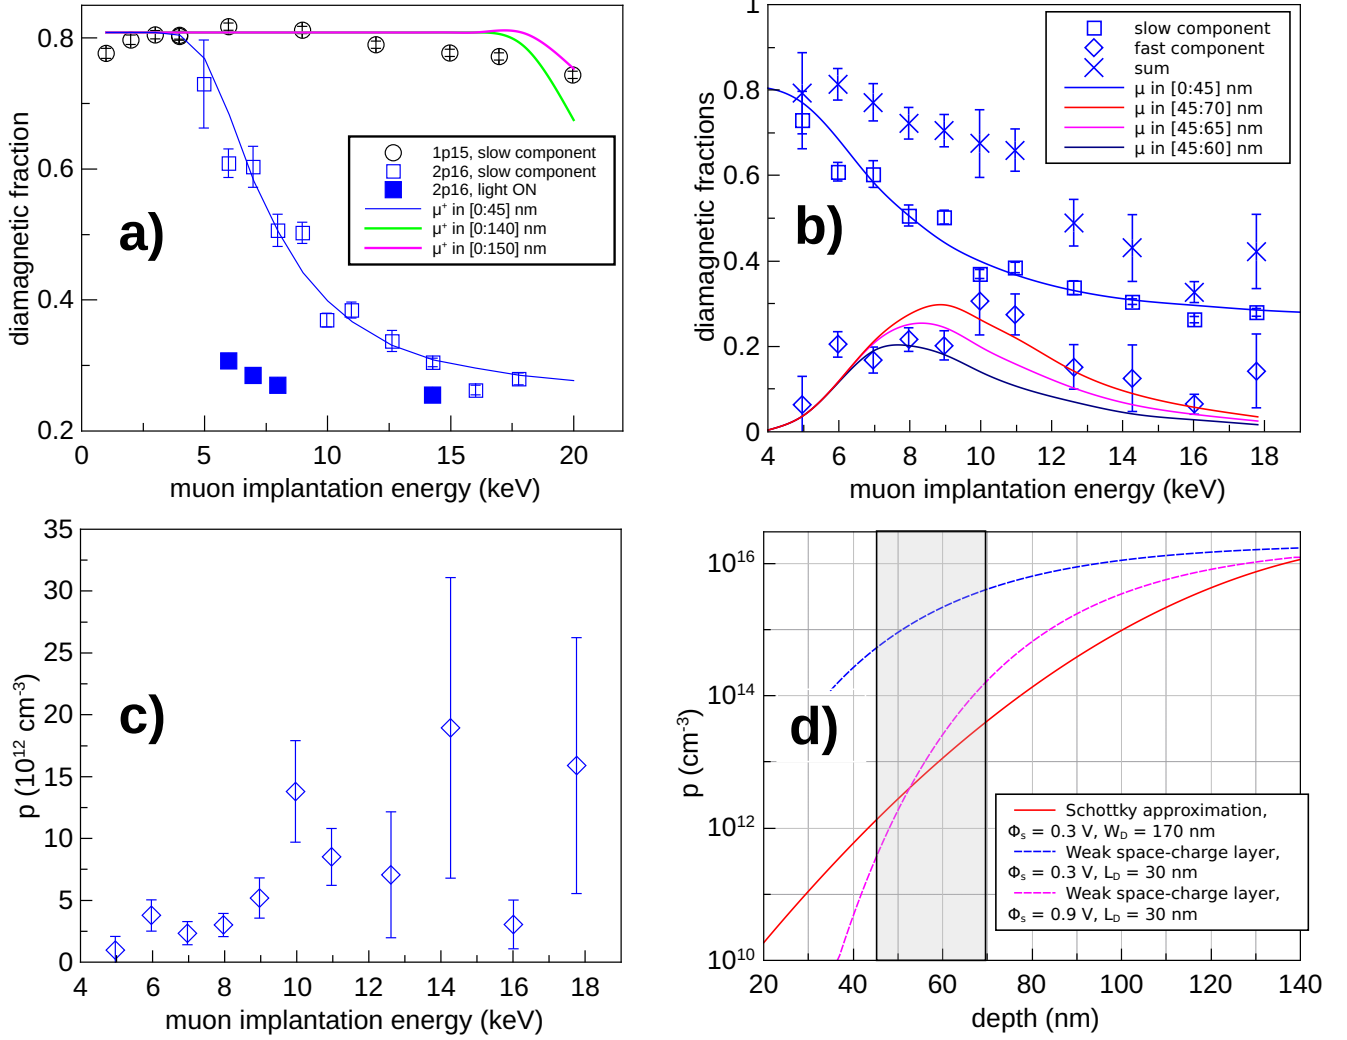 0.8
0.6
0.4
0.2
0
5
10
15
20
diamagnetic fraction
muon implantation energy (keV)
a)
1p15, slow component
2p16, slow component
2p16, light ON
μ⁺ in [0:45] nm
μ⁺ in [0:140] nm
μ⁺ in [0:150] nm
1
0.8
0.6
0.4
0.2
0
4
6
8
10
12
14
16
18
diamagnetic fractions
muon implantation energy (keV)
b)
slow component
fast component
sum
μ in [0:45] nm
μ in [45:70] nm
μ in [45:65] nm
μ in [45:60] nm
35
30
25
20
15
10
5
0
4
6
8
10
12
14
16
18
p (10¹² cm⁻³)
muon implantation energy (keV)
c)
10¹⁶
10¹⁴
10¹²
10¹⁰
20
40
60
80
100
120
140
p (cm⁻³)
depth (nm)
d)
Schottky approximation,
Φₛ = 0.3 V, W_D = 170 nm
Weak space-charge layer,
Φₛ = 0.3 V, L_D = 30 nm
Weak space-charge layer,
Φₛ = 0.9 V, L_D = 30 nm